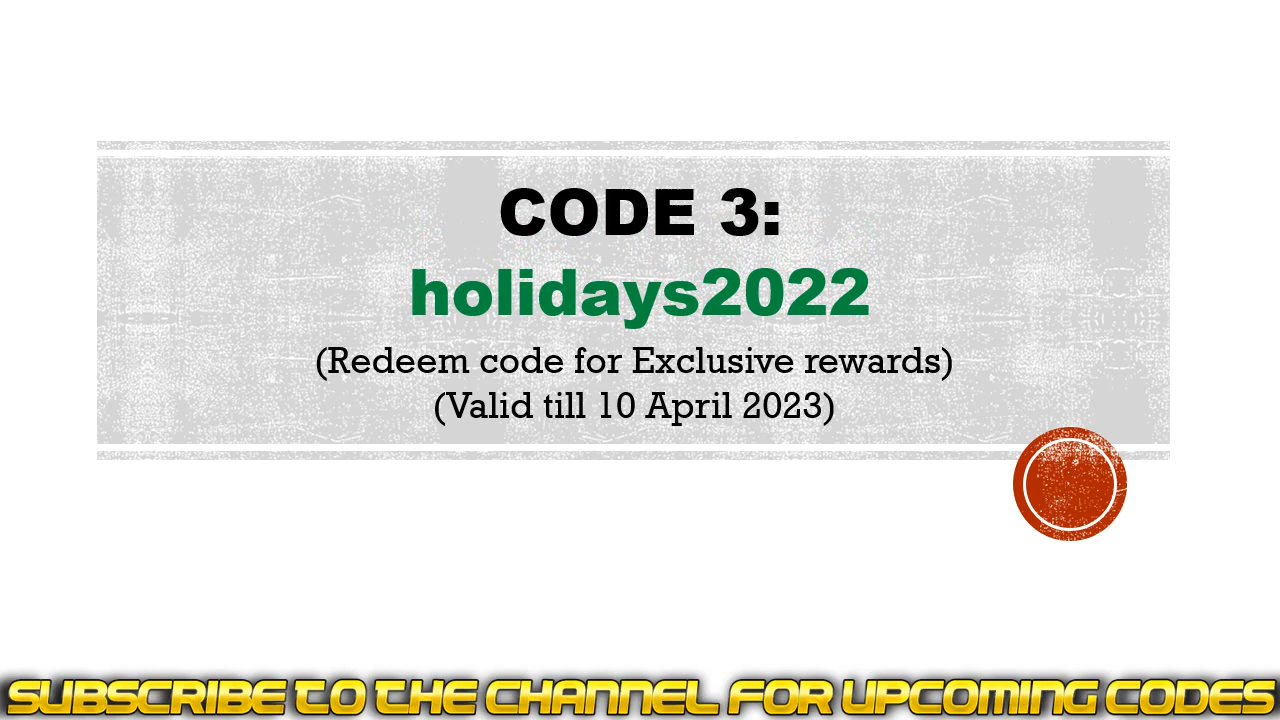 CODE 3:
holidays2022
(Redeem code for Exclusive rewards)
(Valid till 10 April 2023)
SUBSCRIBE TO THE CHANNEL FOR UPCOMING CODES